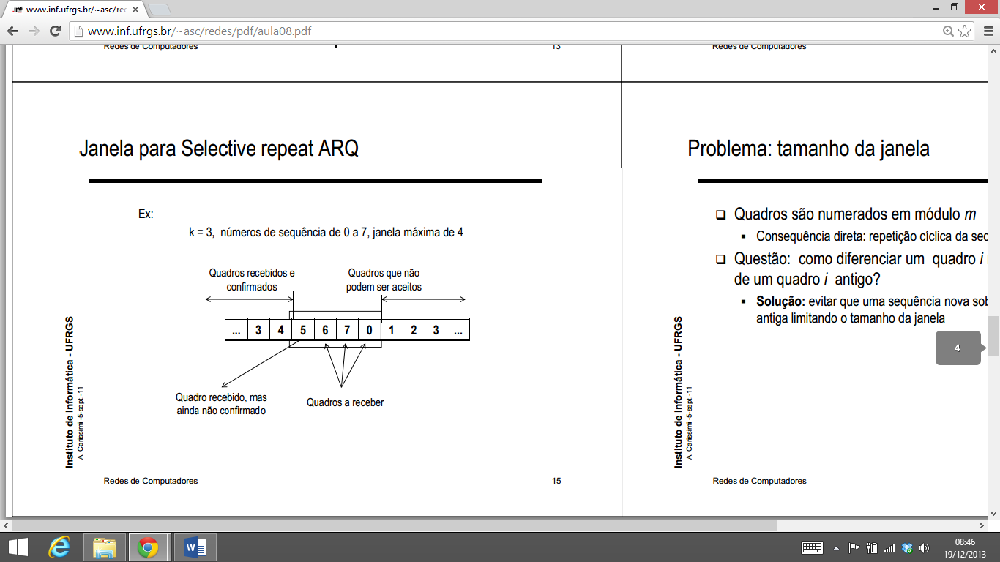 www.inf.ufrgs.br/~asc/rec
www.inf.ufrgs.br/~asc/redes/pdf/aula08.pdf
Redes de Computadores
13
Redes de Computadores
Janela para Selective repeat ARQ
Ex:
k = 3, números de sequência de 0 a 7, janela máxima de 4
Quadros recebidos e
confirmados
Quadros que não
podem ser aceitos
... 3 4 5 6 7 0 1 2 3 ...
Quadro recebido, mas
ainda não confirmado
Quadros a receber
Instituto de Informática - UFRGS
A. Carissimi -5-sept.-11
Redes de Computadores
15
Problema: tamanho da janela
Quadros são numerados em módulo m
Consequência direta: repetição cíclica da seq
Questão: como diferenciar um quadro i
de um quadro i antigo?
Solução: evitar que uma sequência nova sob
antiga limitando o tamanho da janela
4
Instituto de Informática - UFRGS
A. Carissimi -5-sept.-11
Redes de Computadores
08:46
19/12/2013